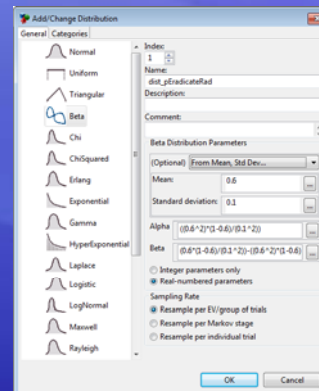 Add/Change Distribution
General Categories
Normal
Uniform
Triangular
Beta
Chi
ChiSquared
Erlang
Exponential
Gamma
HyperExponential
Laplace
Logistic
LogNormal
Maxwell
Rayleigh
Index:
1
Name:
dist_pEradicateRad
Description:
Comment:
Beta Distribution Parameters
(Optional) From Mean, Std Dev...
Mean: 0.6 ...
Standard deviation: 0.1 ...
Alpha ((0.6^2)*(1-0.6)/(0.1^2)) ...
Beta (0.6*(1-0.6)/(0.1^2))-((0.6^2)*(1-0.6) ...
Integer parameters only
Real-numbered parameters
Sampling Rate
Resample per EV/group of trials
Resample per Markov stage
Resample per individual trial
OK Cancel